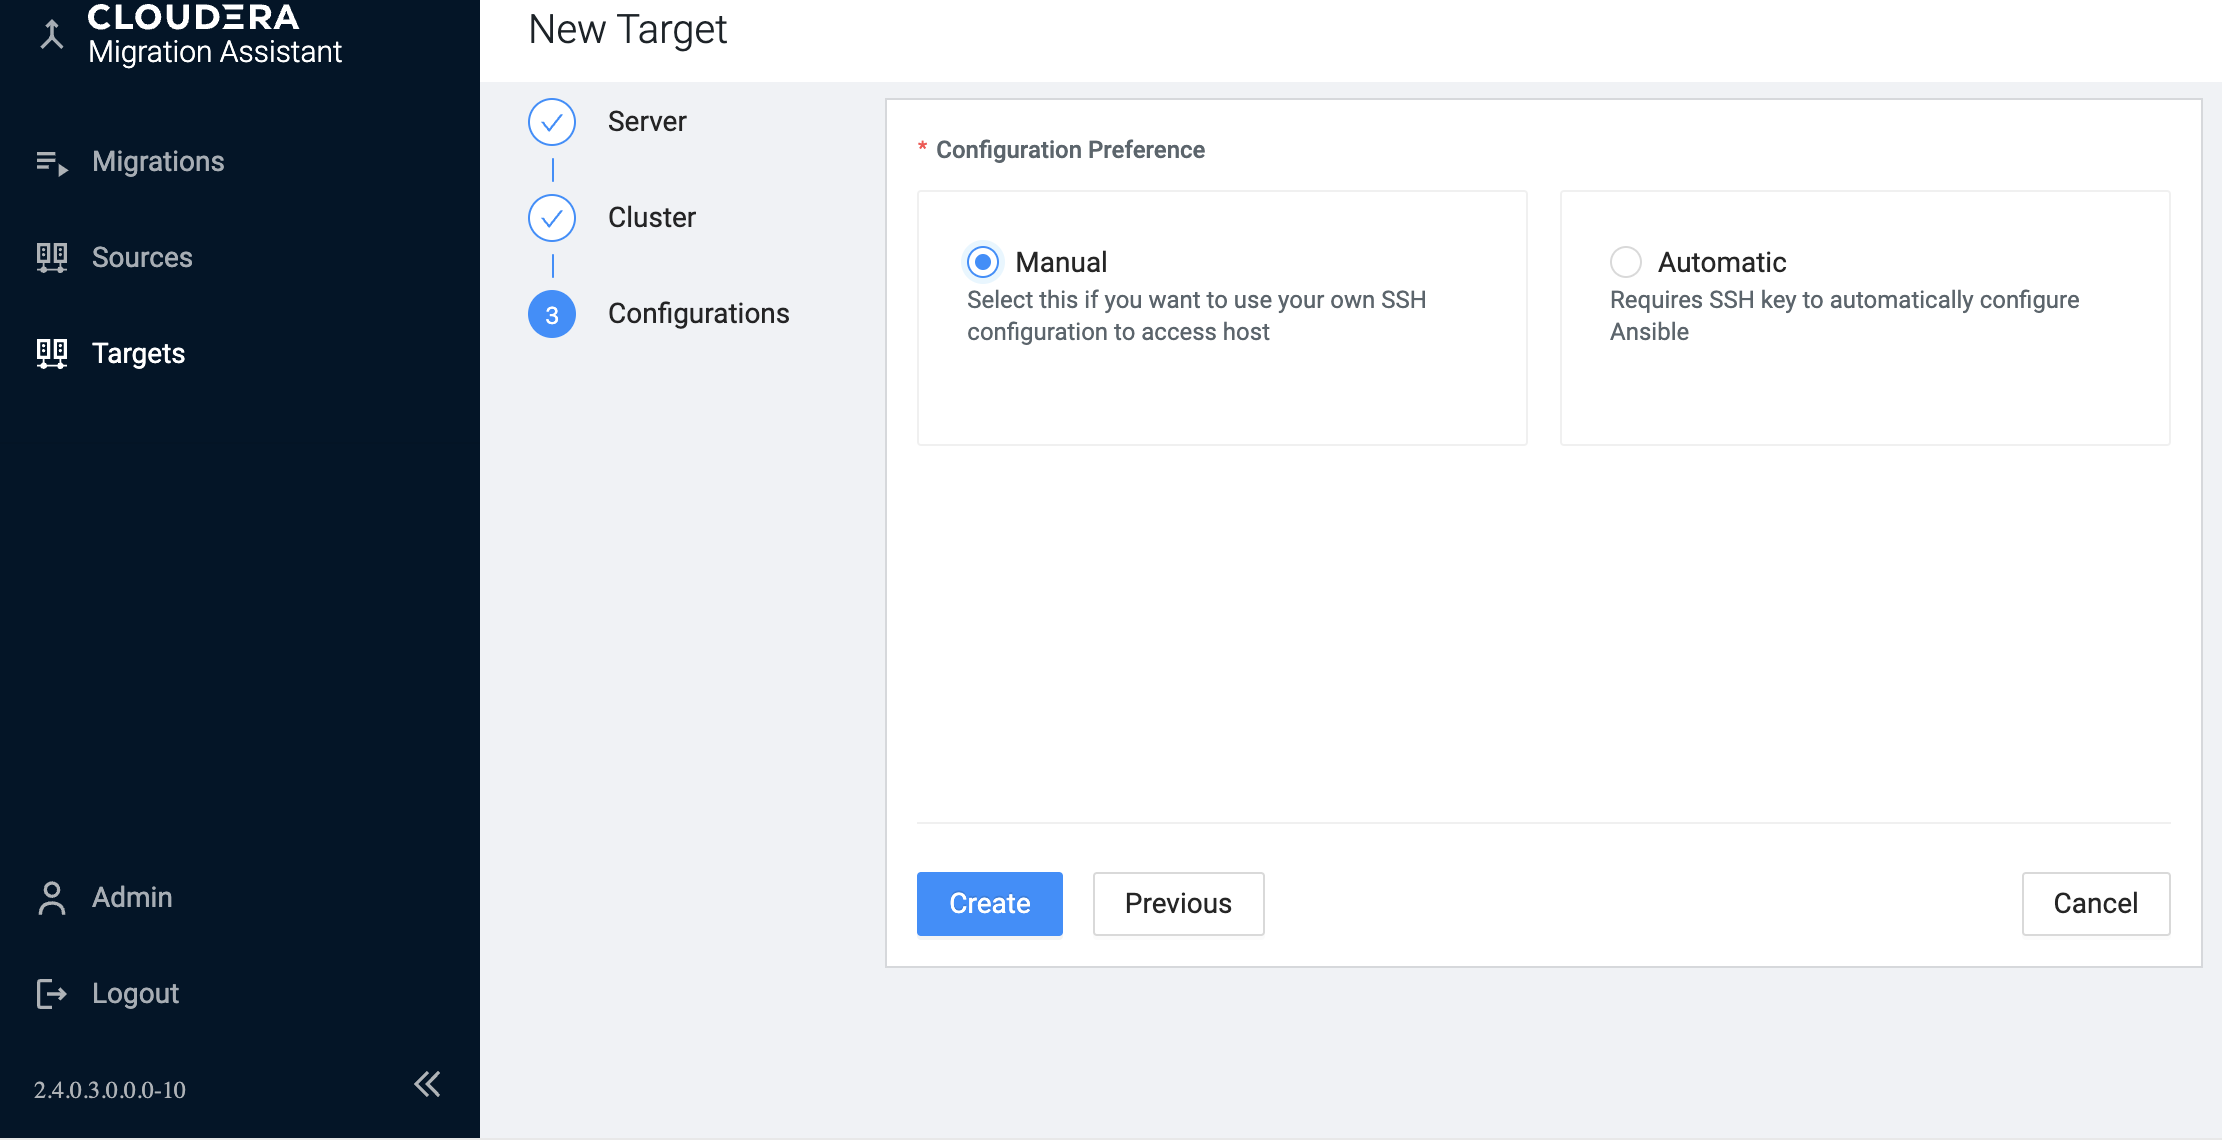 CLOUDERA
Migration Assistant
Migrations
Sources
Targets
Admin
Logout
2.4.0.3.0.0.0-10
New Target
Server
Cluster
3
Configurations
* Configuration Preference
Manual
Select this if you want to use your own SSH
configuration to access host
Automatic
Requires SSH key to automatically configure
Ansible
Create
Previous
Cancel